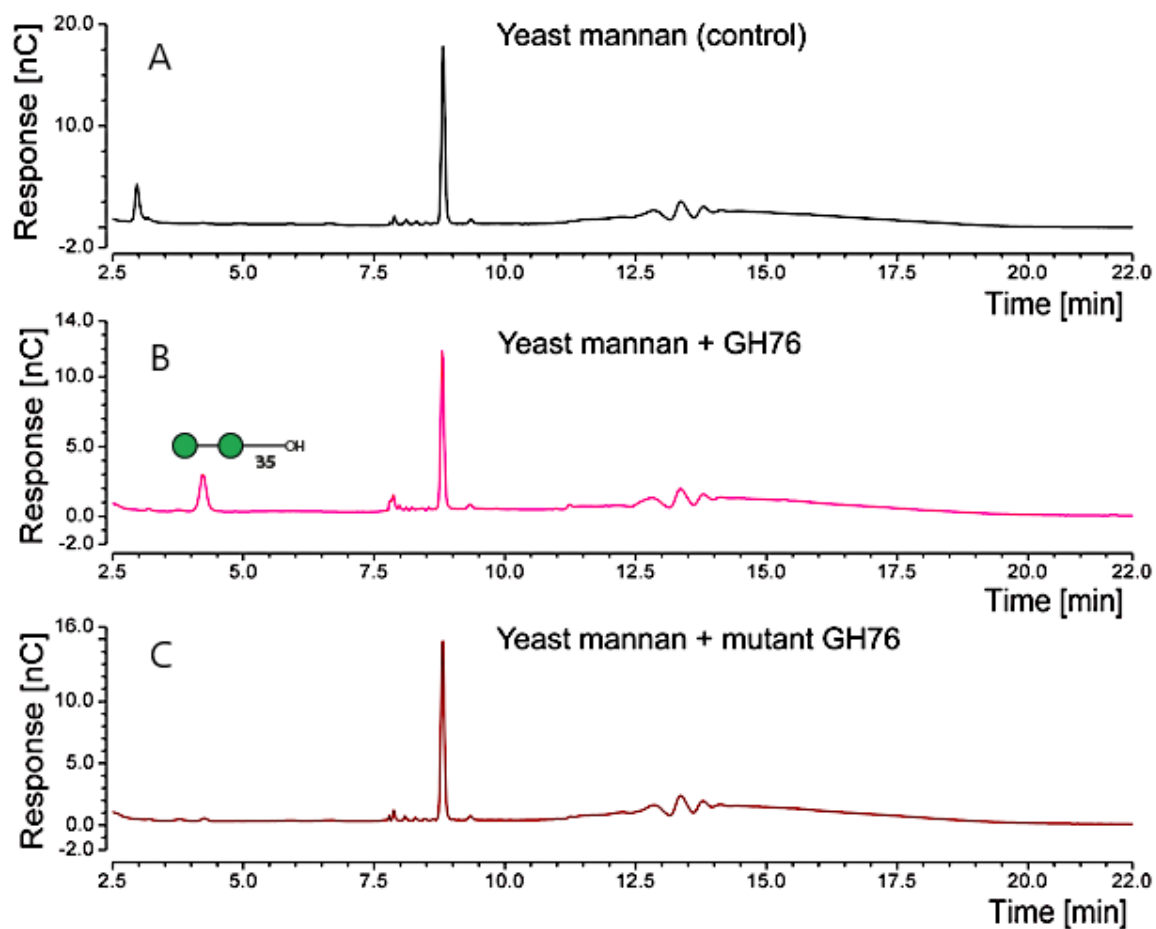 A
Yeast mannan (control)
Response [nC]
20.0
10.0
-2.0
2.5 5.0 7.5 10.0 12.5 15.0 17.5 20.0 22.0
Time [min]
B
Yeast mannan + GH76
Response [nC]
14.0
10.0
5.0
0.0
-2.0
OH
35
2.5 5.0 7.5 10.0 12.5 15.0 17.5 20.0 22.0
Time [min]
C
Yeast mannan + mutant GH76
Response [nC]
16.0
10.0
5.0
0.0
-2.0
2.5 5.0 7.5 10.0 12.5 15.0 17.5 20.0 22.0
Time [min]